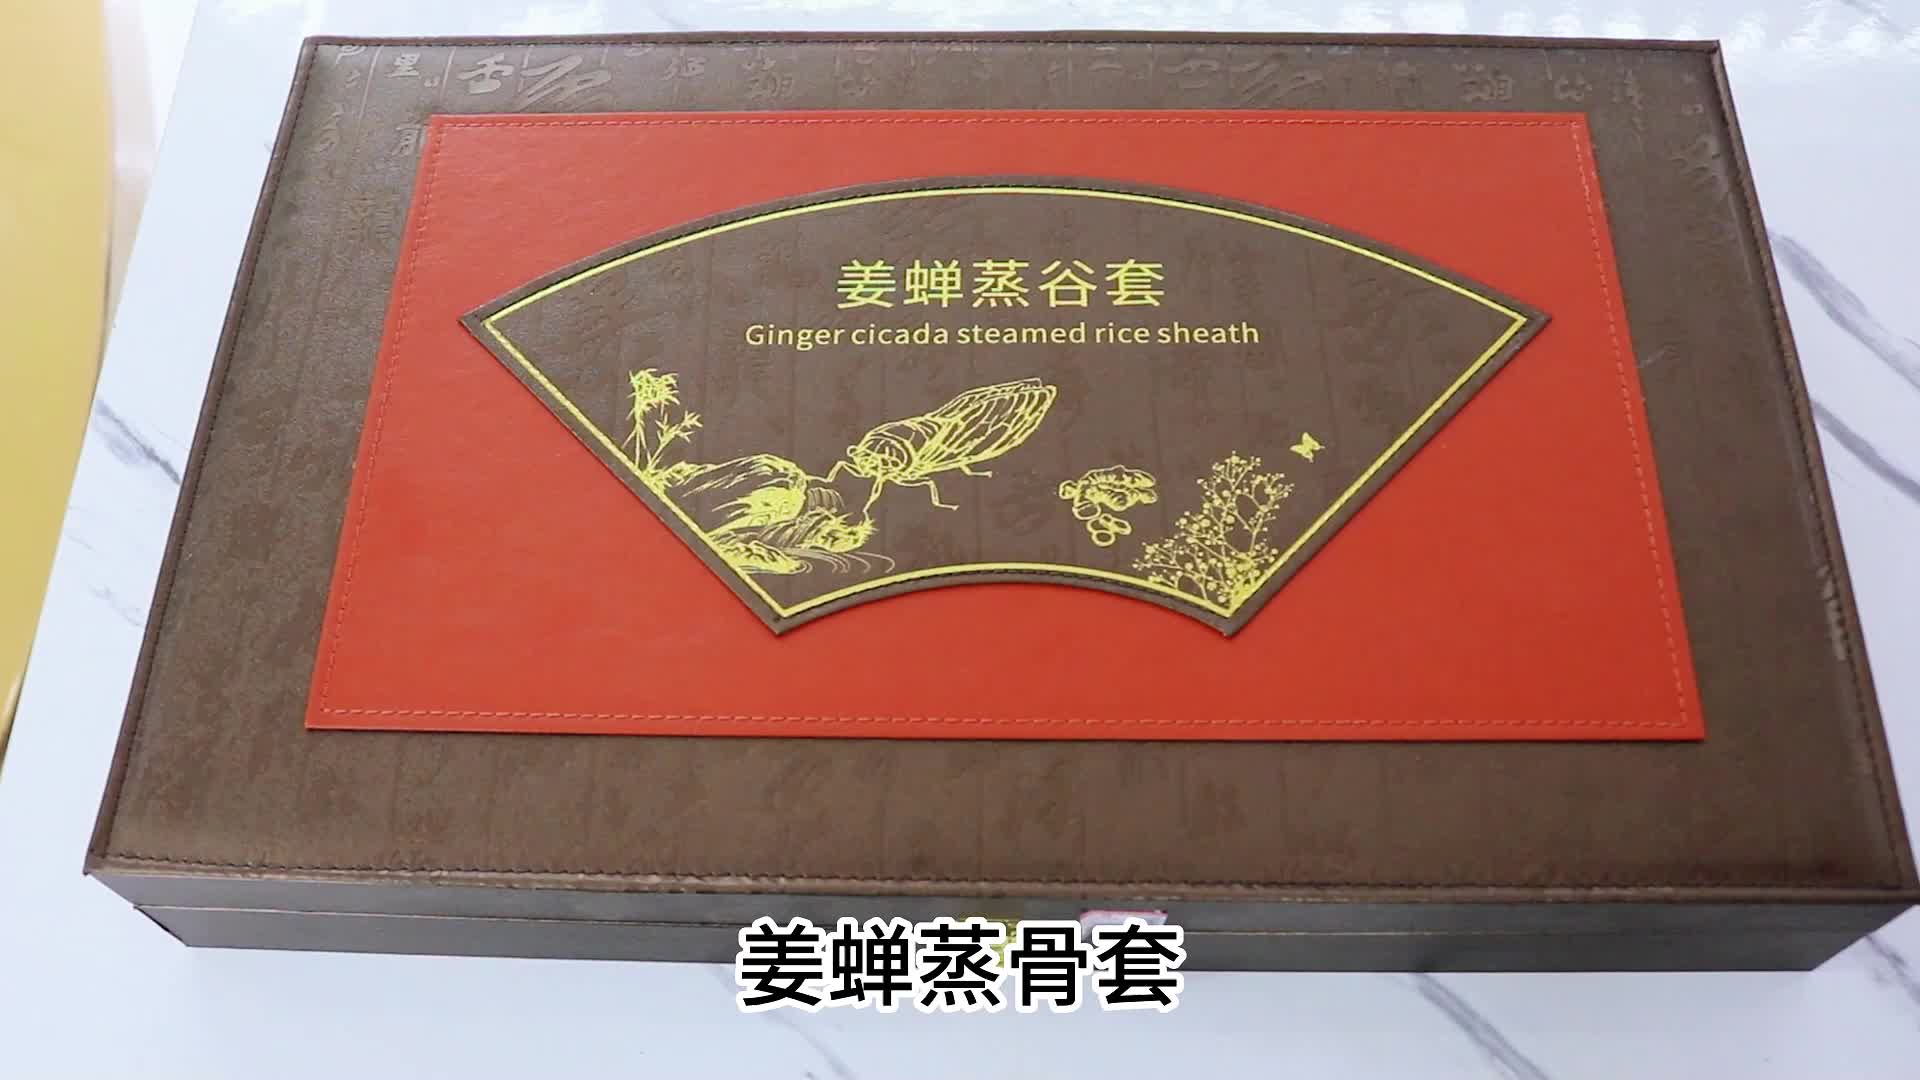 姜蝉蒸谷套
Ginger cicada steamed rice sheath
姜蝉蒸骨套